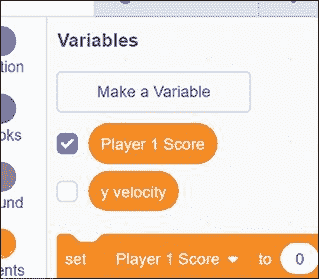 Variables
tion
Make a Variable
oks
Player 1 Score
y velocity
und
ents
set Player 1 Score to 0